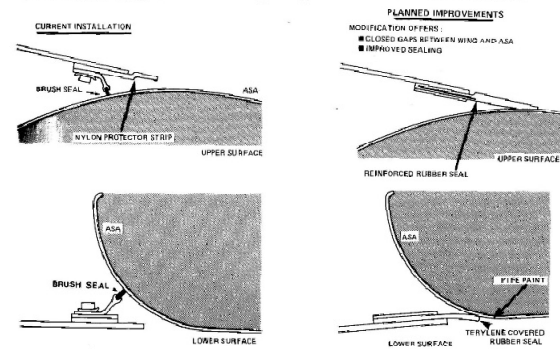 CURRENT INSTALLATION
BRUSH SEAL
ASA
NYLON PROTECTOR STRIP
UPPER SURFACE
ASA
BRUSH SEAL
LOWER SURFACE
PLANNED IMPROVEMENTS
MODIFICATION OFFERS :
■ CLOSED GAPS BETWEEN WING AND ASA
■ IMPROVED SEALING
UPPER SURFACE
REINFORCED RUBBER SEAL
ASA
PTFE PAINT
TERYLENE COVERED
RUBBER SEAL
LOWER SURFACE